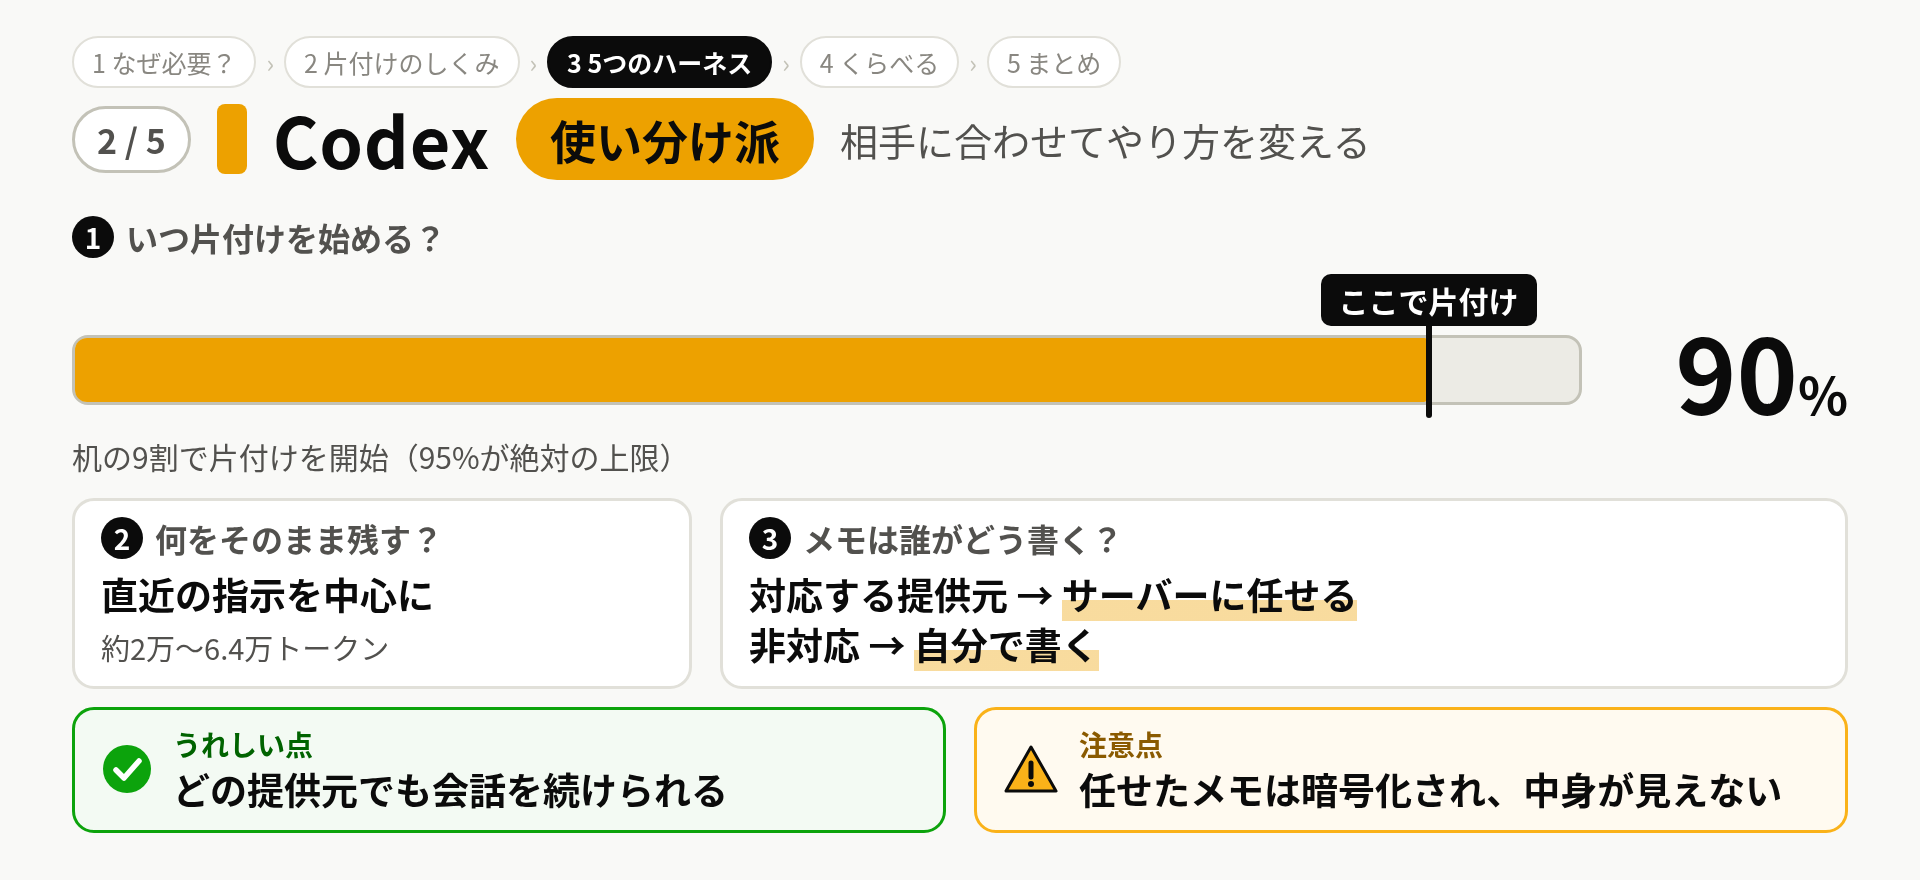 1 なぜ必要？ › 2 片付けのしくみ › 3 5つのハーネス › 4 くらべる › 5 まとめ
2 / 5 Codex 使い分け派 相手に合わせてやり方を変える
1 いつ片付けを始める？
ここで片付け
90%
机の9割で片付けを開始（95%が絶対の上限）
2 何をそのまま残す？
直近の指示を中心に
約2万〜6.4万トークン
3 メモは誰がどう書く？
対応する提供元 → サーバーに任せる
非対応 → 自分で書く
うれしい点
どの提供元でも会話を続けられる
注意点
任せたメモは暗号化され、中身が見えない